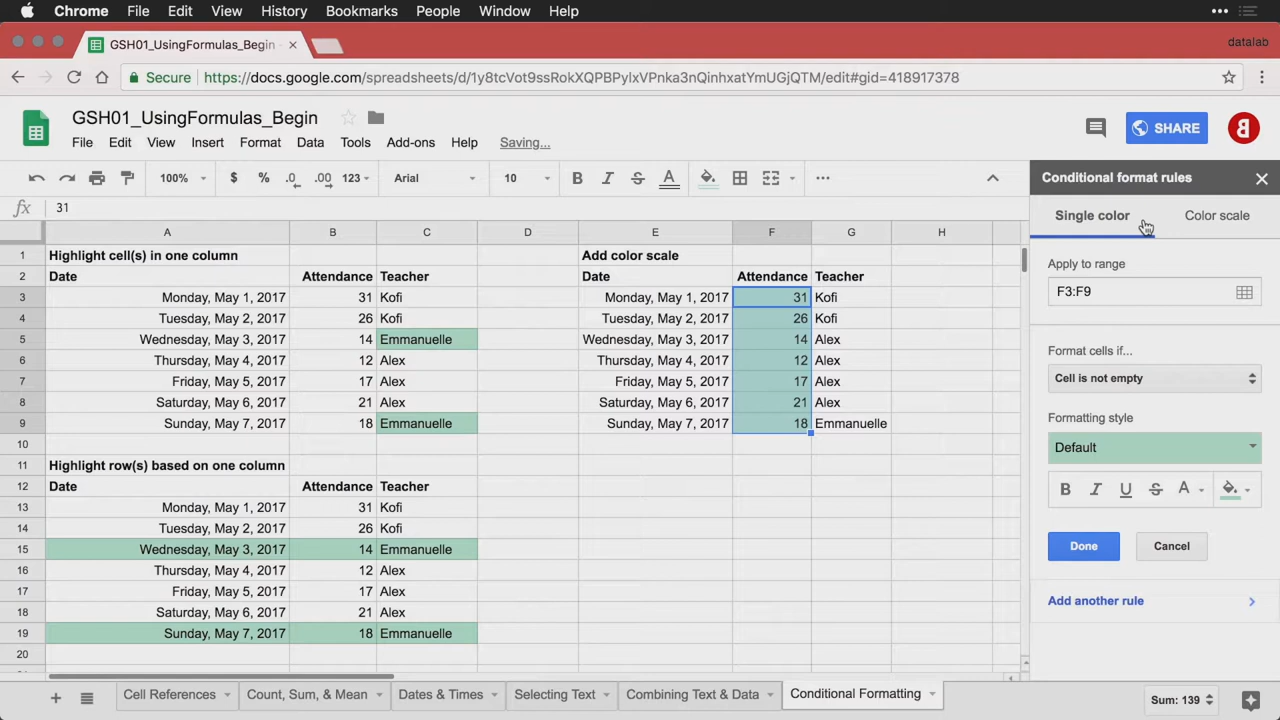 Chrome File Edit View History Bookmarks People Window Help
GSH01_UsingFormulas_Begin
datalab
Secure https://docs.google.com/spreadsheets/d/1y8tcVot9ssRokXQPBPylxVPnka3nQinhxatYmUGjQTM/edit#gid=418917378
GSH01_UsingFormulas_Begin
SHARE
File Edit View Insert Format Data Tools Add-ons Help Saving...
100% $ % .0 .00 123 Arial 10 B I S A
fx 31
A B C D E F G H
1 Highlight cell(s) in one column Add color scale
2 Date Attendance Teacher Date Attendance Teacher
3 Monday, May 1, 2017 31 Kofi Monday, May 1, 2017 31 Kofi
4 Tuesday, May 2, 2017 26 Kofi Tuesday, May 2, 2017 26 Kofi
5 Wednesday, May 3, 2017 14 Emmanuelle Wednesday, May 3, 2017 14 Alex
6 Thursday, May 4, 2017 12 Alex Thursday, May 4, 2017 12 Alex
7 Friday, May 5, 2017 17 Alex Friday, May 5, 2017 17 Alex
8 Saturday, May 6, 2017 21 Alex Saturday, May 6, 2017 21 Alex
9 Sunday, May 7, 2017 18 Emmanuelle Sunday, May 7, 2017 18 Emmanuelle
10
11 Highlight row(s) based on one column
12 Date Attendance Teacher
13 Monday, May 1, 2017 31 Kofi
14 Tuesday, May 2, 2017 26 Kofi
15 Wednesday, May 3, 2017 14 Emmanuelle
16 Thursday, May 4, 2017 12 Alex
17 Friday, May 5, 2017 17 Alex
18 Saturday, May 6, 2017 21 Alex
19 Sunday, May 7, 2017 18 Emmanuelle
20
Conditional format rules
Single color Color scale
Apply to range
F3:F9
Format cells if...
Cell is not empty
Formatting style
Default
B I U S A
Done Cancel
Add another rule
Cell References Count, Sum, & Mean Dates & Times Selecting Text Combining Text & Data Conditional Formatting Sum: 139